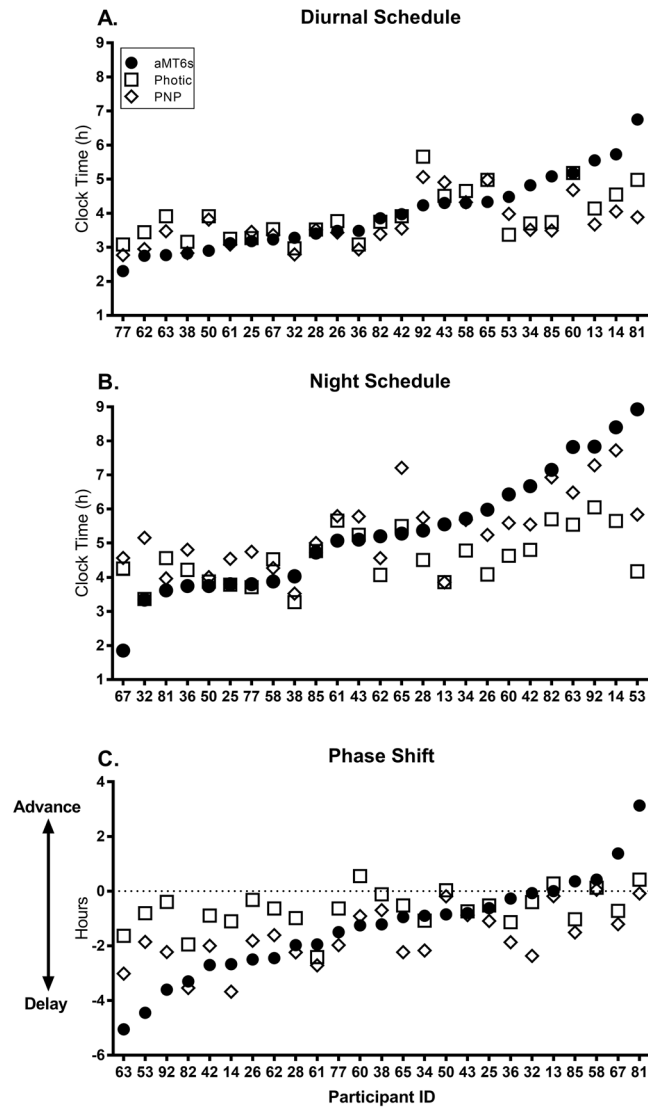 A. Diurnal Schedule
9
8
7
6
5
4
3
2
1
Clock Time (h)
aMT6s
Photic
PNP
77 62 63 38 50 61 25 67 32 28 26 36 82 42 92 43 58 65 53 34 85 60 13 14 81
B. Night Schedule
9
8
7
6
5
4
3
2
1
Clock Time (h)
67 32 81 36 50 25 77 58 38 85 61 43 62 65 28 13 34 26 60 42 82 63 92 14 53
C. Phase Shift
4
2
0
-2
-4
-6
Advance
Hours
Delay
63 53 92 82 42 14 26 62 28 61 77 60 38 65 34 50 43 25 36 32 13 85 58 67 81
Participant ID